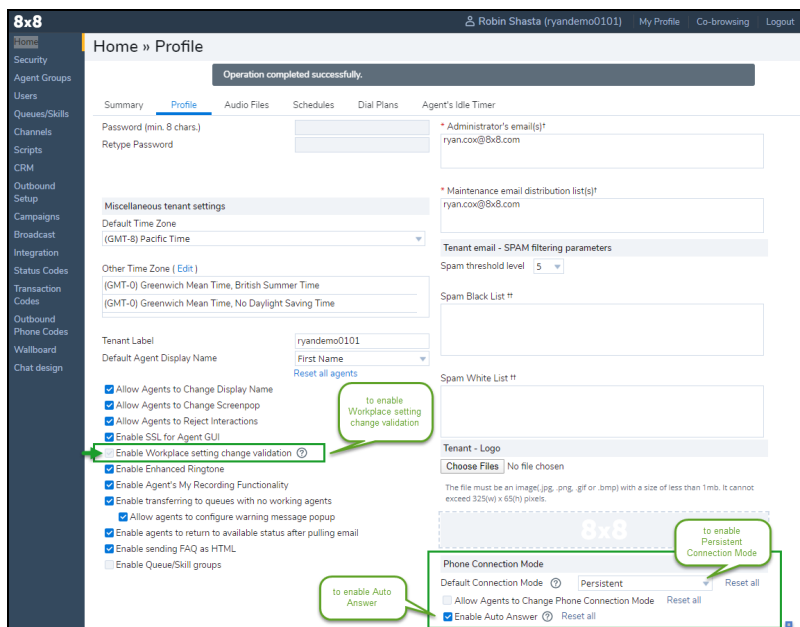 8x8
Robin Shasta (ryandemo0101)
My Profile
Co-browsing
Logout
Home
Security
Agent Groups
Users
Queues/Skills
Channels
Scripts
CRM
Outbound
Setup
Campaigns
Broadcast
Integration
Status Codes
Transaction
Codes
Outbound
Phone Codes
Wallboard
Chat design
Home » Profile
Operation completed successfully.
Summary
Profile
Audio Files
Schedules
Dial Plans
Agent's Idle Timer
Password (min. 8 chars.)
Retype Password
Miscellaneous tenant settings
Default Time Zone
(GMT-8) Pacific Time
Other Time Zone ( Edit )
(GMT-0) Greenwich Mean Time, British Summer Time
(GMT-0) Greenwich Mean Time, No Daylight Saving Time
Tenant Label
ryandemo0101
Default Agent Display Name
First Name
Reset all agents
Allow Agents to Change Display Name
Allow Agents to Change Screenpop
Allow Agents to Reject Interactions
Enable SSL for Agent GUI
Enable Workplace setting change validation ?
Enable Enhanced Ringtone
Enable Agent's My Recording Functionality
Enable transferring to queues with no working agents
Allow agents to configure warning message popup
Enable agents to return to available status after pulling email
Enable sending FAQ as HTML
Enable Queue/Skill groups
to enable
Workplace setting
change validation
* Administrator's email(s)†
ryan.cox@8x8.com
* Maintenance email distribution list(s)†
ryan.cox@8x8.com
Tenant email - SPAM filtering parameters
Spam threshold level
5
Spam Black List ††
Spam White List ††
Tenant - Logo
Choose Files No file chosen
The file must be an image(.jpg, .png, .gif or .bmp) with a size of less than 1mb. It cannot
exceed 325(w) x 65(h) pixels.
8x8
to enable
Persistent
Connection Mode
Phone Connection Mode
Default Connection Mode ?
Persistent
Reset all
Allow Agents to Change Phone Connection Mode Reset all
Enable Auto Answer ? Reset all
to enable Auto
Answer